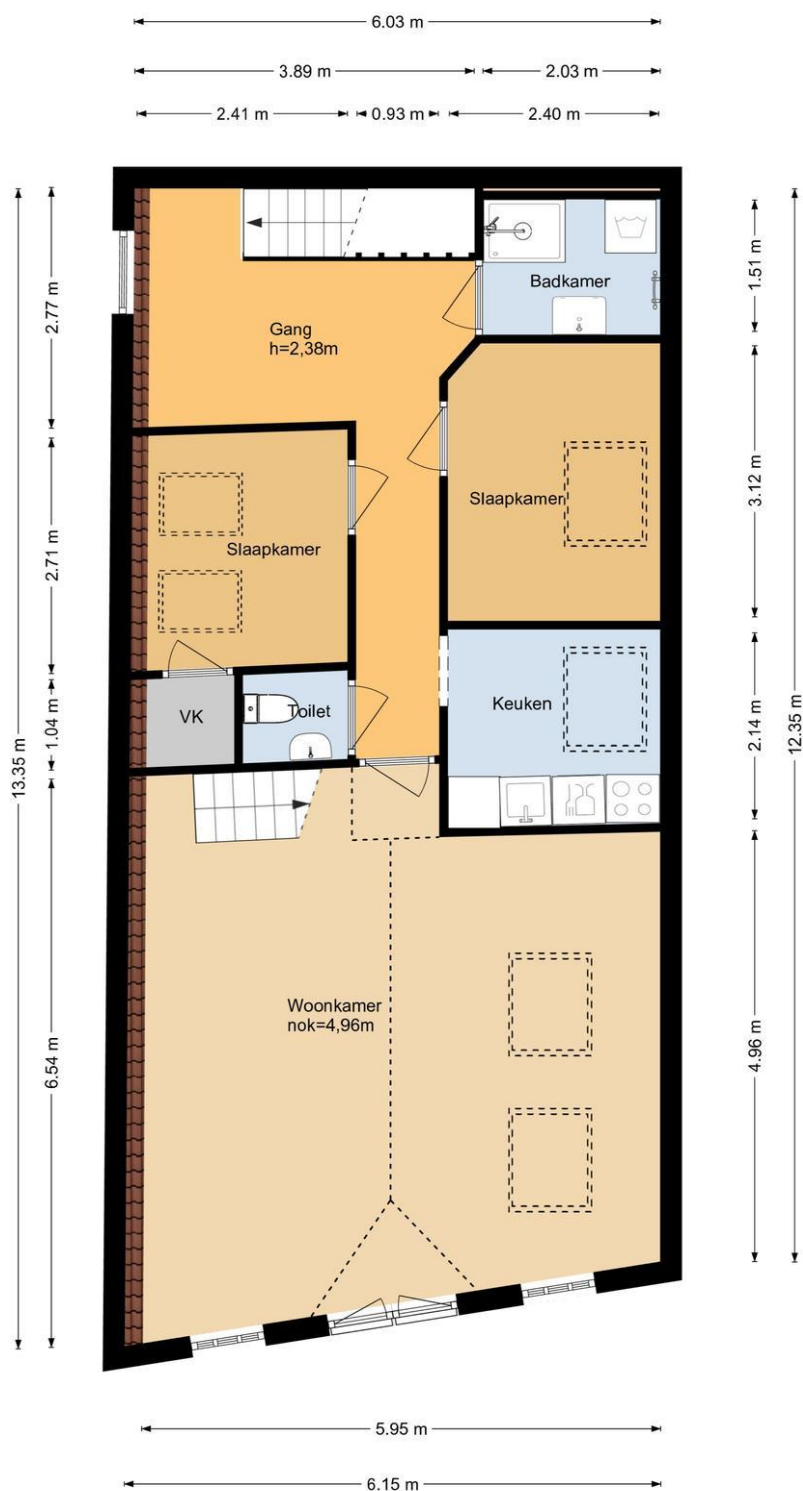 6.03 m
3.89 m
2.03 m
2.41 m
0.93 m
2.40 m
13.35 m
2.77 m
2.71 m
1.04 m
6.54 m
Badkamer
Gang
h=2,38m
Slaapkamer
Slaapkamer
VK
Toilet
Keuken
Woonkamer
nok=4,96m
1.51 m
3.12 m
2.14 m
4.96 m
12.35 m
5.95 m
6.15 m